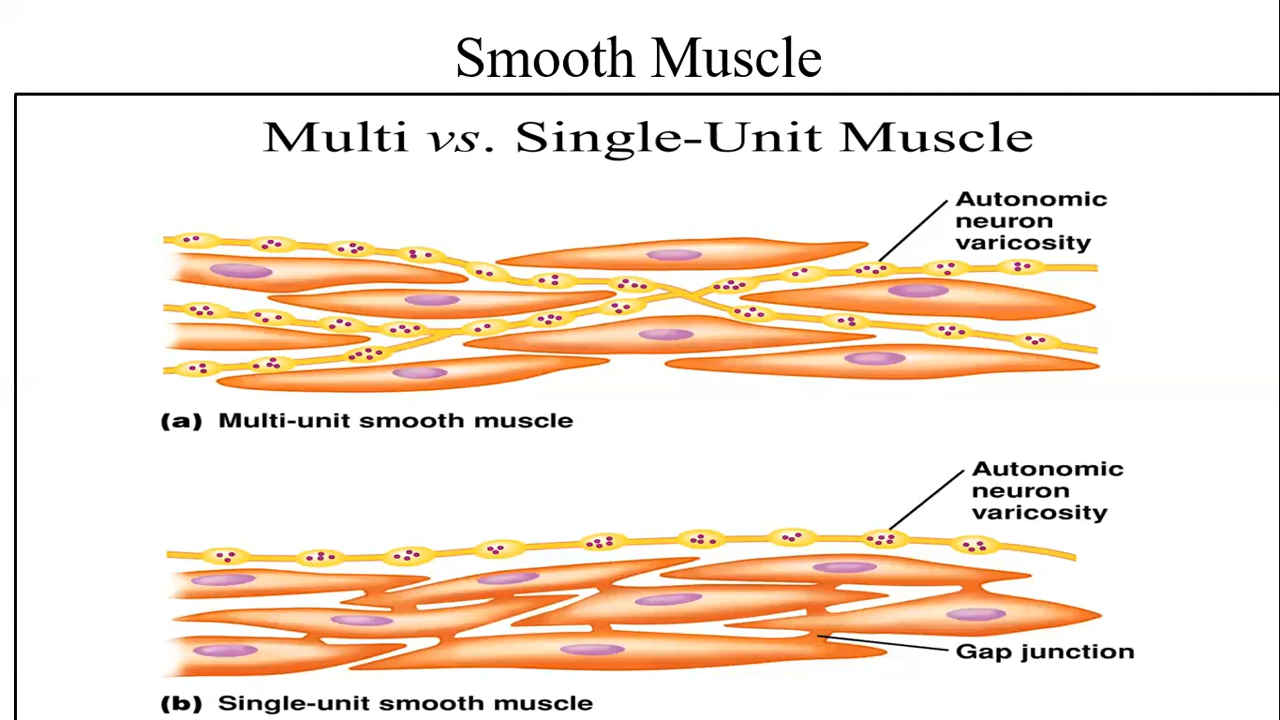 Smooth Muscle
Multi vs. Single-Unit Muscle
Autonomic
neuron
varicosity
(a) Multi-unit smooth muscle
Autonomic
neuron
varicosity
Gap junction
(b) Single-unit smooth muscle